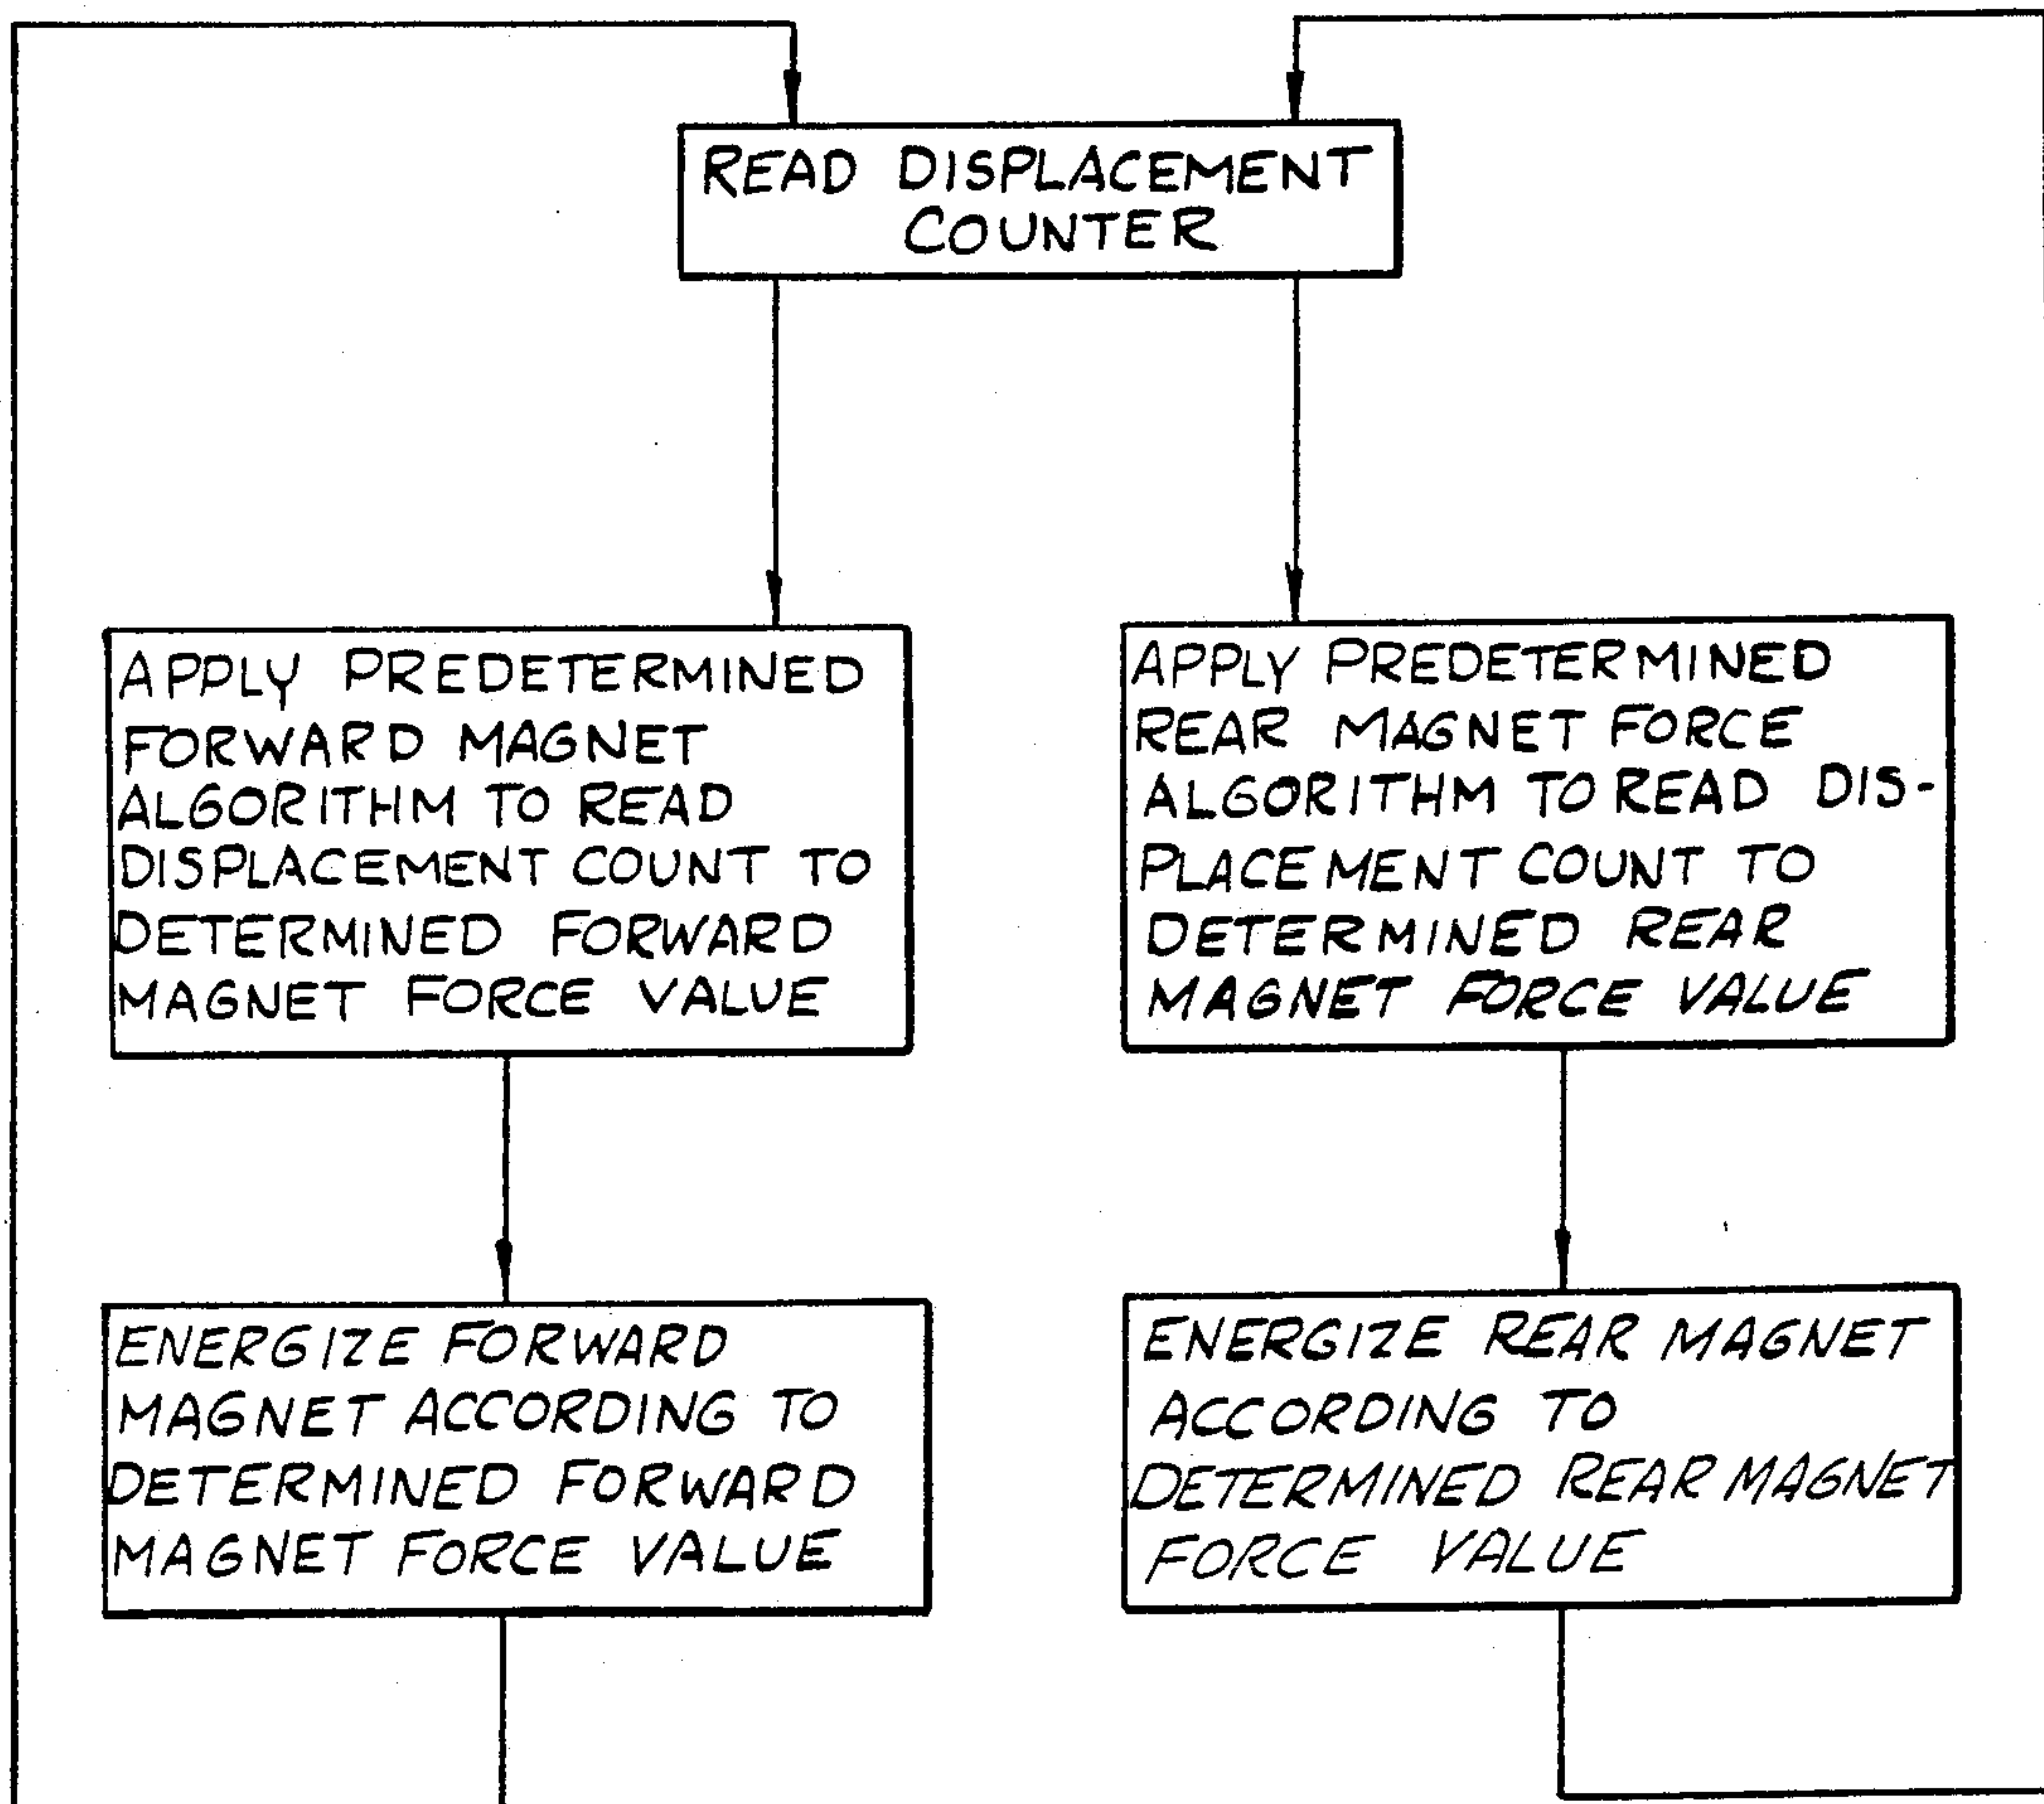 READ DISPLACEMENT
COUNTER
APPLY PREDETERMINED
FORWARD MAGNET
ALGORITHM TO READ
DISPLACEMENT COUNT TO
DETERMINED FORWARD
MAGNET FORCE VALUE
APPLY PREDETERMINED
REAR MAGNET FORCE
ALGORITHM TO READ DIS-
PLACEMENT COUNT TO
DETERMINED REAR
MAGNET FORCE VALUE
ENERGIZE FORWARD
MAGNET ACCORDING TO
DETERMINED FORWARD
MAGNET FORCE VALUE
ENERGIZE REAR MAGNET
ACCORDING TO
DETERMINED REAR MAGNET
FORCE VALUE